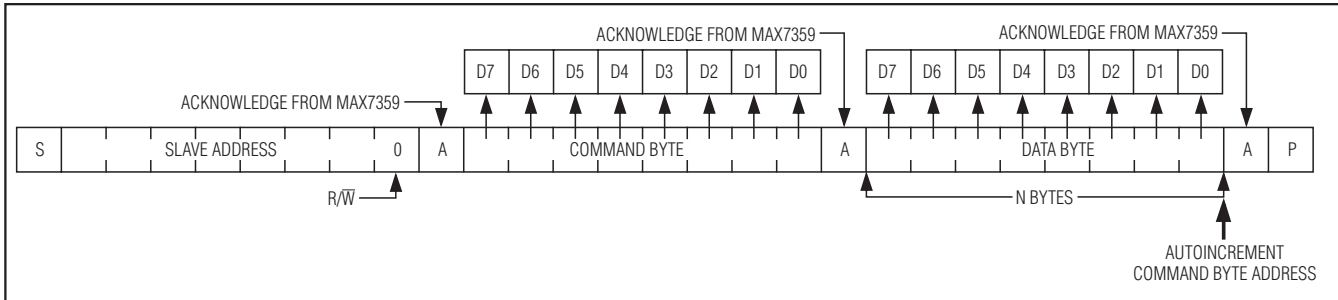 ACKNOWLEDGE FROM MAX7359 ACKNOWLEDGE FROM MAX7359
D7 D6 D5 D4 D3 D2 D1 D0 D7 D6 D5 D4 D3 D2 D1 D0
ACKNOWLEDGE FROM MAX7359
S SLAVE ADDRESS 0 A COMMAND BYTE A DATA BYTE A P
R/W̅
N BYTES
AUTOINCREMENT
COMMAND BYTE ADDRESS